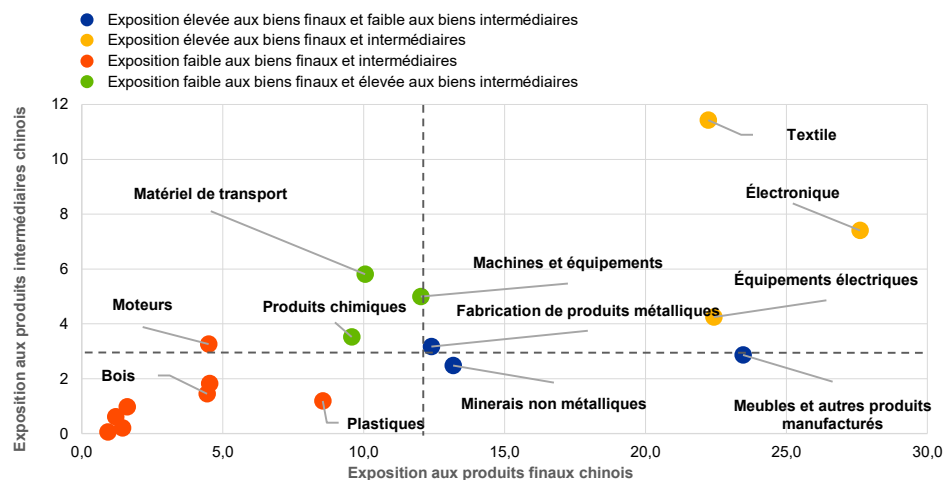 Exposition élevée aux biens finaux et faible aux biens intermédiaires
Exposition élevée aux biens finaux et intermédiaires
Exposition faible aux biens finaux et intermédiaires
Exposition faible aux biens finaux et élevée aux biens intermédiaires
Exposition aux produits intermédiaires chinois
12
10
8
6
4
2
0
Textile
Électronique
Matériel de transport
Machines et équipements
Équipements électriques
Moteurs
Produits chimiques
Fabrication de produits métalliques
Bois
Plastiques
Minerais non métalliques
Meubles et autres produits
manufacturés
0,0 5,0 10,0 15,0 20,0 25,0 30,0
Exposition aux produits finaux chinois